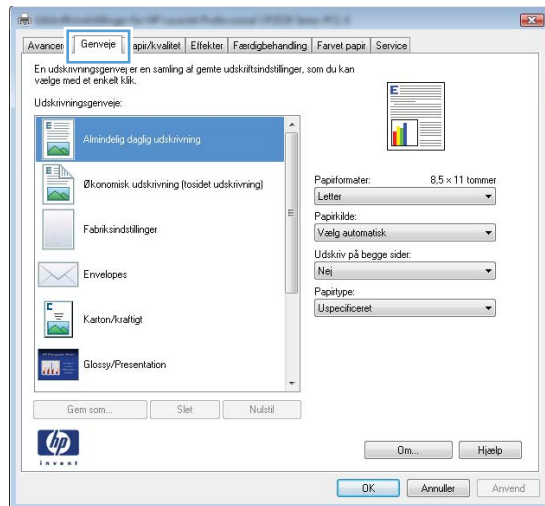 Avancer
Genveje
apir/kvalitet
Effekter
Færdigbehandling
Farvet papir
Service
En udskrivningsgenvej er en samling af gemte udskriftsindstillinger, som du kan
vælge med et enkelt klik.
Udskrivningsgenveje:
Almindelig daglig udskrivning
Økonomisk udskrivning (tosidet udskrivning)
Fabriksindstillinger
Envelopes
Karton/kraftigt
Glossy/Presentation
Gem som...
Slet
Nulstil
E
Papirformater:
8,5 × 11 tommer
Letter
Papirkilde:
Vælg automatisk
Udskriv på begge sider:
Nej
Papirtype:
Uspecificeret
hp
invent
Om...
Hjælp
OK
Annuller
Anvend